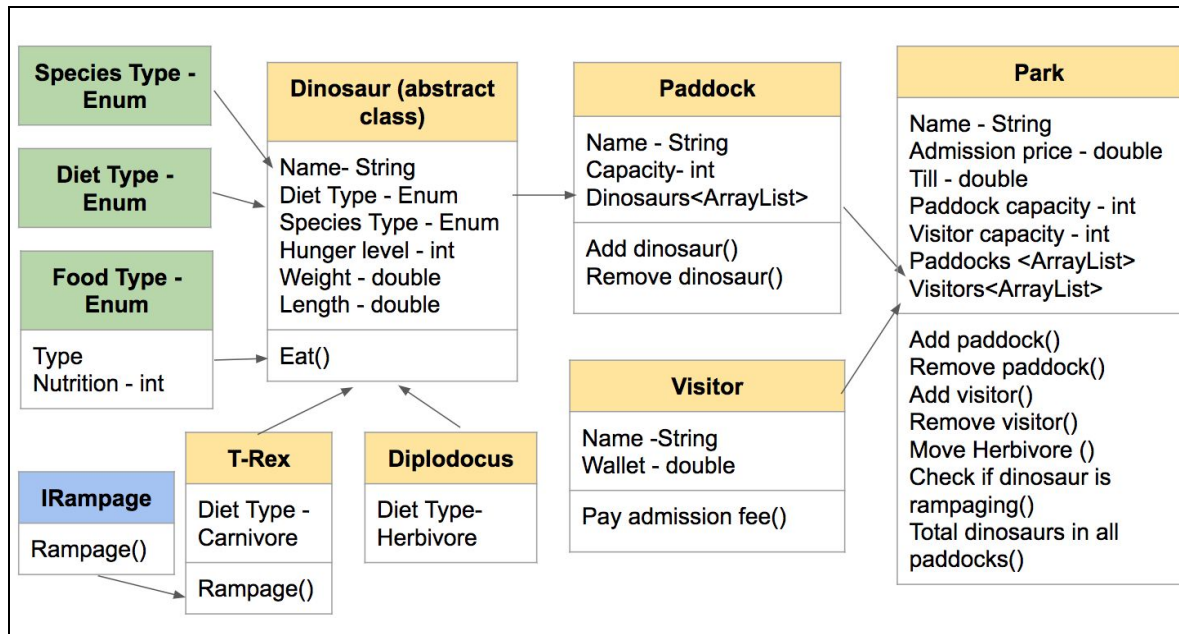 Species Type -
Enum
Diet Type -
Enum
Food Type -
Enum
Type
Nutrition - int
Dinosaur (abstract
class)
Name- String
Diet Type - Enum
Species Type - Enum
Hunger level - int
Weight - double
Length - double
Eat()
IRampage
Rampage()
T-Rex
Diet Type -
Carnivore
Rampage()
Diplodocus
Diet Type-
Herbivore
Paddock
Name - String
Capacity- int
Dinosaurs<ArrayList>
Add dinosaur()
Remove dinosaur()
Visitor
Name -String
Wallet - double
Pay admission fee()
Park
Name - String
Admission price - double
Till - double
Paddock capacity - int
Visitor capacity - int
Paddocks <ArrayList>
Visitors<ArrayList>
Add paddock()
Remove paddock()
Add visitor()
Remove visitor()
Move Herbivore ()
Check if dinosaur is
rampaging()
Total dinosaurs in all
paddocks()